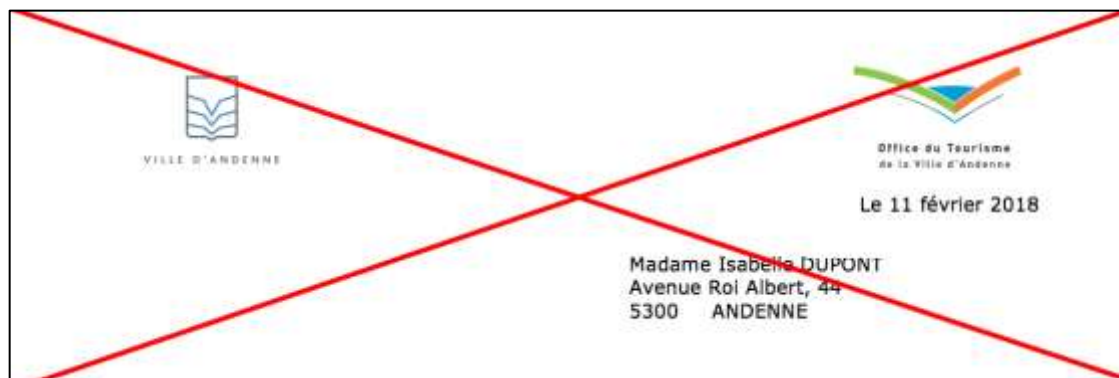 VILLE D'ANDENNE
Office du Tourisme
de la Ville d'Andenne
Le 11 février 2018
Madame Isabelle DUPONT
Avenue Roi Albert, 44
5300 ANDENNE